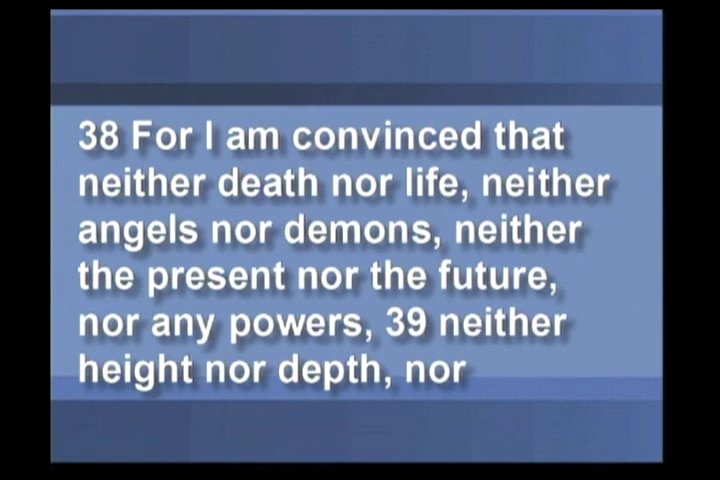 38 For I am convinced that
neither death nor life, neither
angels nor demons, neither
the present nor the future,
nor any powers, 39 neither
height nor depth, nor